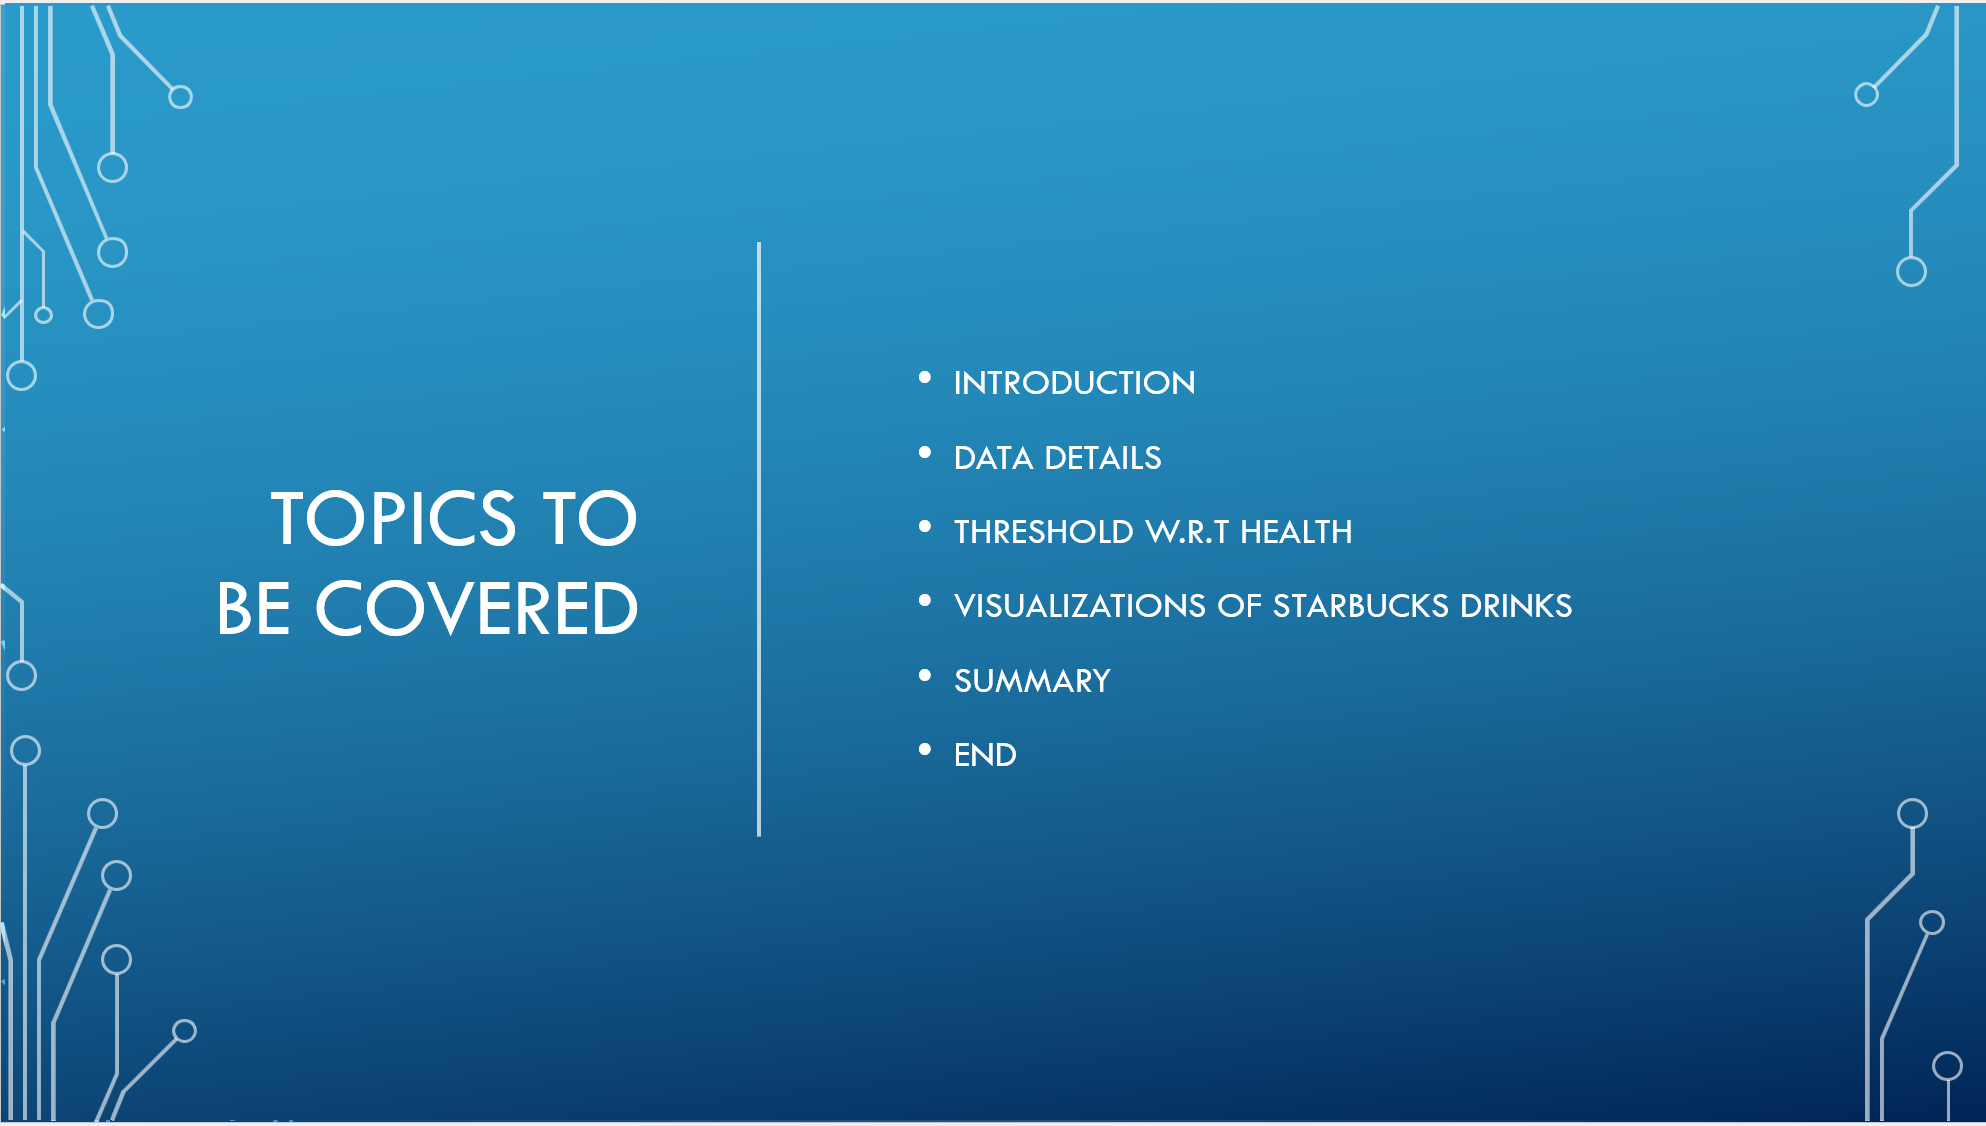 TOPICS TO
BE COVERED
• INTRODUCTION
• DATA DETAILS
• THRESHOLD W.R.T HEALTH
• VISUALIZATIONS OF STARBUCKS DRINKS
• SUMMARY
• END